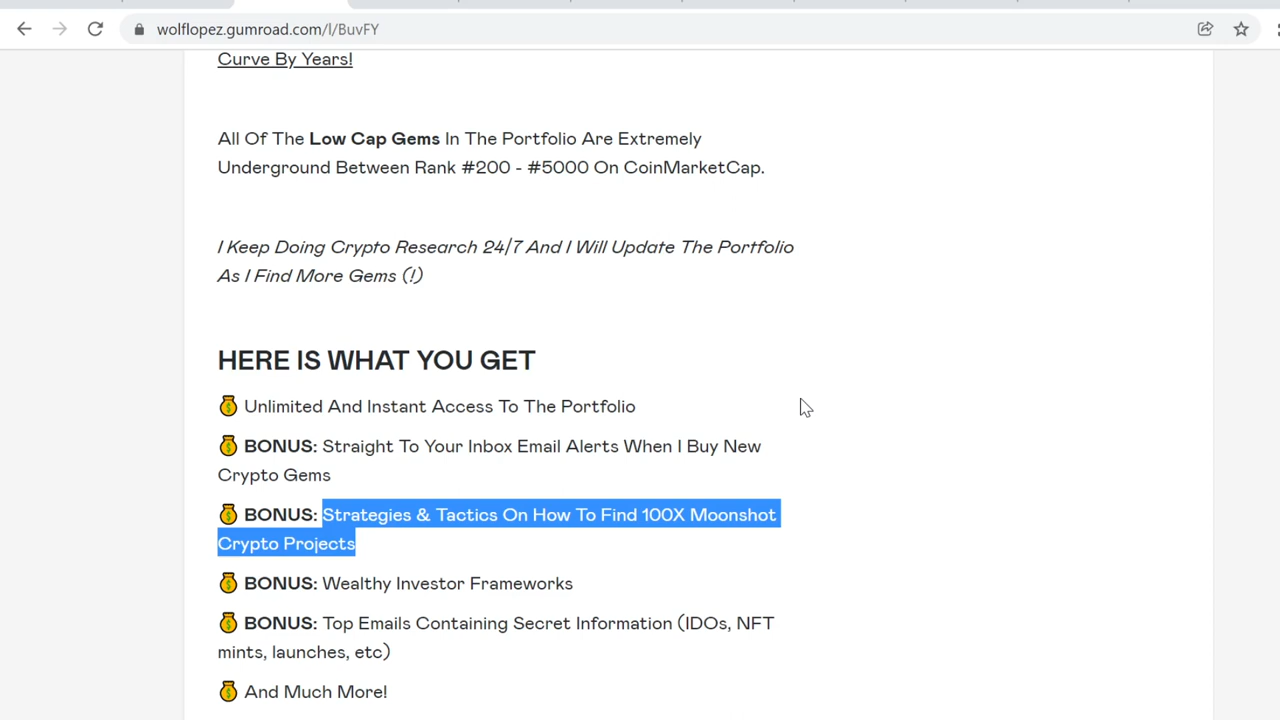 wolflopez.gumroad.com/l/BuvFY
Curve By Years!
All Of The Low Cap Gems In The Portfolio Are Extremely
Underground Between Rank #200 - #5000 On CoinMarketCap.
I Keep Doing Crypto Research 24/7 And I Will Update The Portfolio
As I Find More Gems (!)
HERE IS WHAT YOU GET
Unlimited And Instant Access To The Portfolio
BONUS: Straight To Your Inbox Email Alerts When I Buy New
Crypto Gems
BONUS: Strategies & Tactics On How To Find 100X Moonshot
Crypto Projects
BONUS: Wealthy Investor Frameworks
BONUS: Top Emails Containing Secret Information (IDOs, NFT
mints, launches, etc)
And Much More!